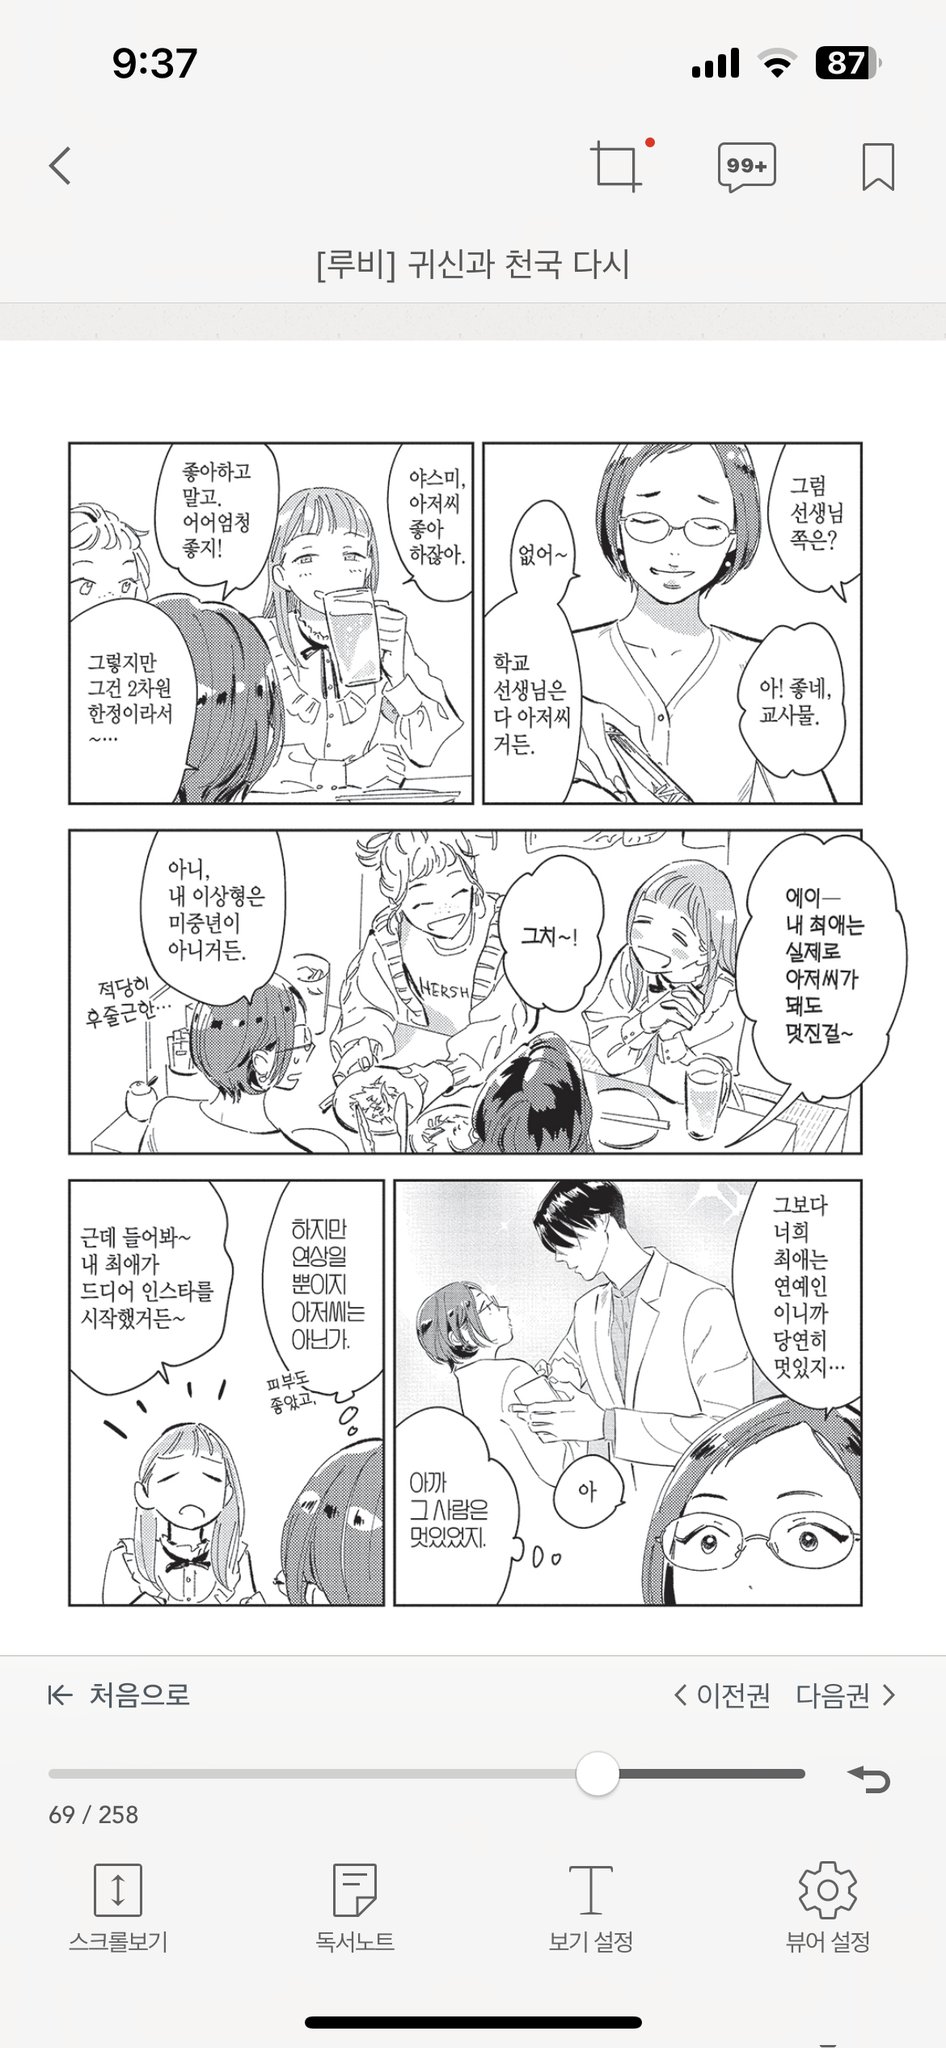 9:37
87
99+
[루비] 귀신과 천국 다시
그럼
선생님
쪽은?
아! 좋네,
교사물.
없어~
학교
선생님은
다 아저씨
거든.
야스미,
아저씨
좋아
하잖아.
좋아하고
말고.
어어엄청
좋지!
그렇지만
그건 2차원
한정이라서
~…
에이—
내 최애는
실제로
아저씨가
돼도
멋진걸~
그치~!
HERSH
아니,
내 이상형은
미중년이
아니거든.
적당히
후줄근한…
그보다
너희
최애는
연예인
이니까
당연히
멋있지…
아
아까
그 사람은
멋있었지.
하지만
연상일
뿐이지
아저씨는
아닌가.
피부도
좋았고,
근데 들어봐~
내 최애가
드디어 인스타를
시작했거든~
처음으로
이전권 다음권
69 / 258
스크롤보기 독서노트 보기 설정 뷰어 설정